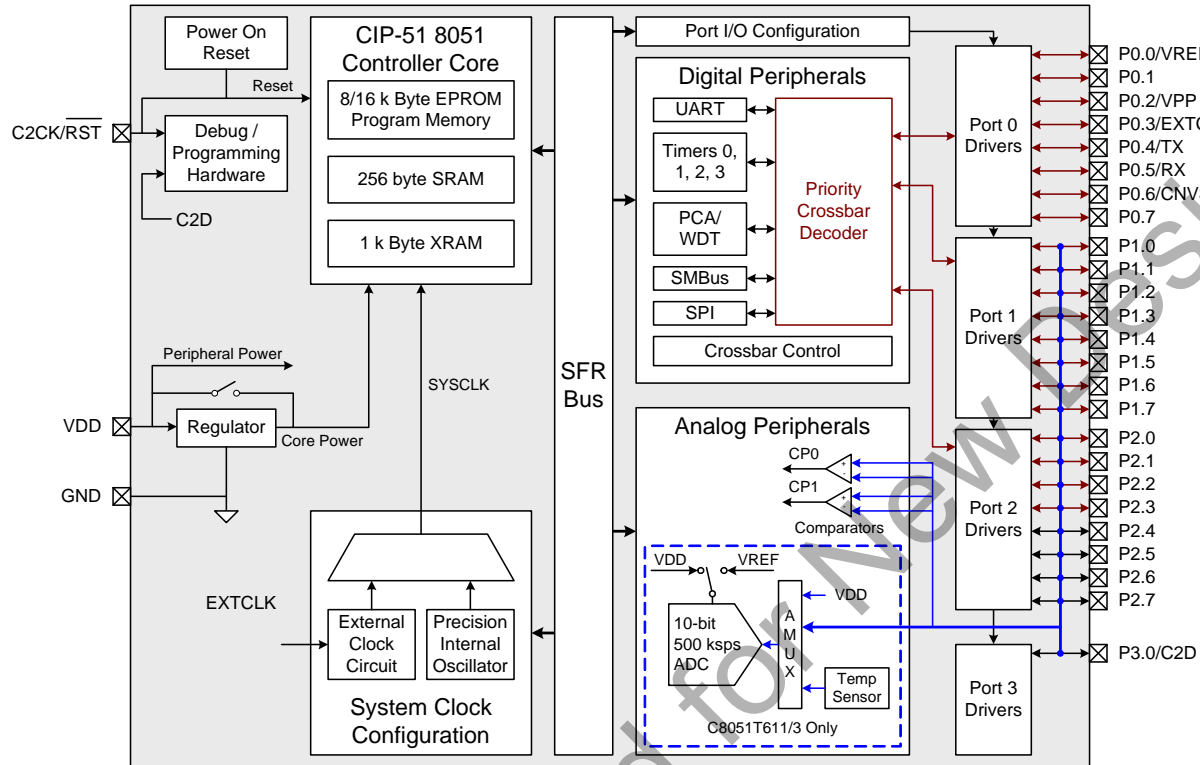 Power On
Reset
Reset
C2CK/RST
Debug /
Programming
Hardware
C2D
CIP-51 8051
Controller Core
8/16 k Byte EPROM
Program Memory
256 byte SRAM
1 k Byte XRAM
Peripheral Power
VDD
Regulator
Core Power
GND
SYSCLK
EXTCLK
External
Clock
Circuit
Precision
Internal
Oscillator
System Clock
Configuration
SFR
Bus
Port I/O Configuration
Digital Peripherals
UART
Timers 0,
1, 2, 3
PCA/
WDT
SMBus
SPI
Priority
Crossbar
Decoder
Crossbar Control
Analog Peripherals
CP0
+
-
CP1
+
-
Comparators
VDD
VREF
10-bit
500 ksps
ADC
A
M
U
X
VDD
Temp
Sensor
C8051T611/3 Only
Port 0
Drivers
Port 1
Drivers
Port 2
Drivers
Port 3
Drivers
P0.0/VREF
P0.1
P0.2/VPP
P0.3/EXTC
P0.4/TX
P0.5/RX
P0.6/CNV
P0.7
P1.0
P1.1
P1.2
P1.3
P1.4
P1.5
P1.6
P1.7
P2.0
P2.1
P2.2
P2.3
P2.4
P2.5
P2.6
P2.7
P3.0/C2D
for New Desi